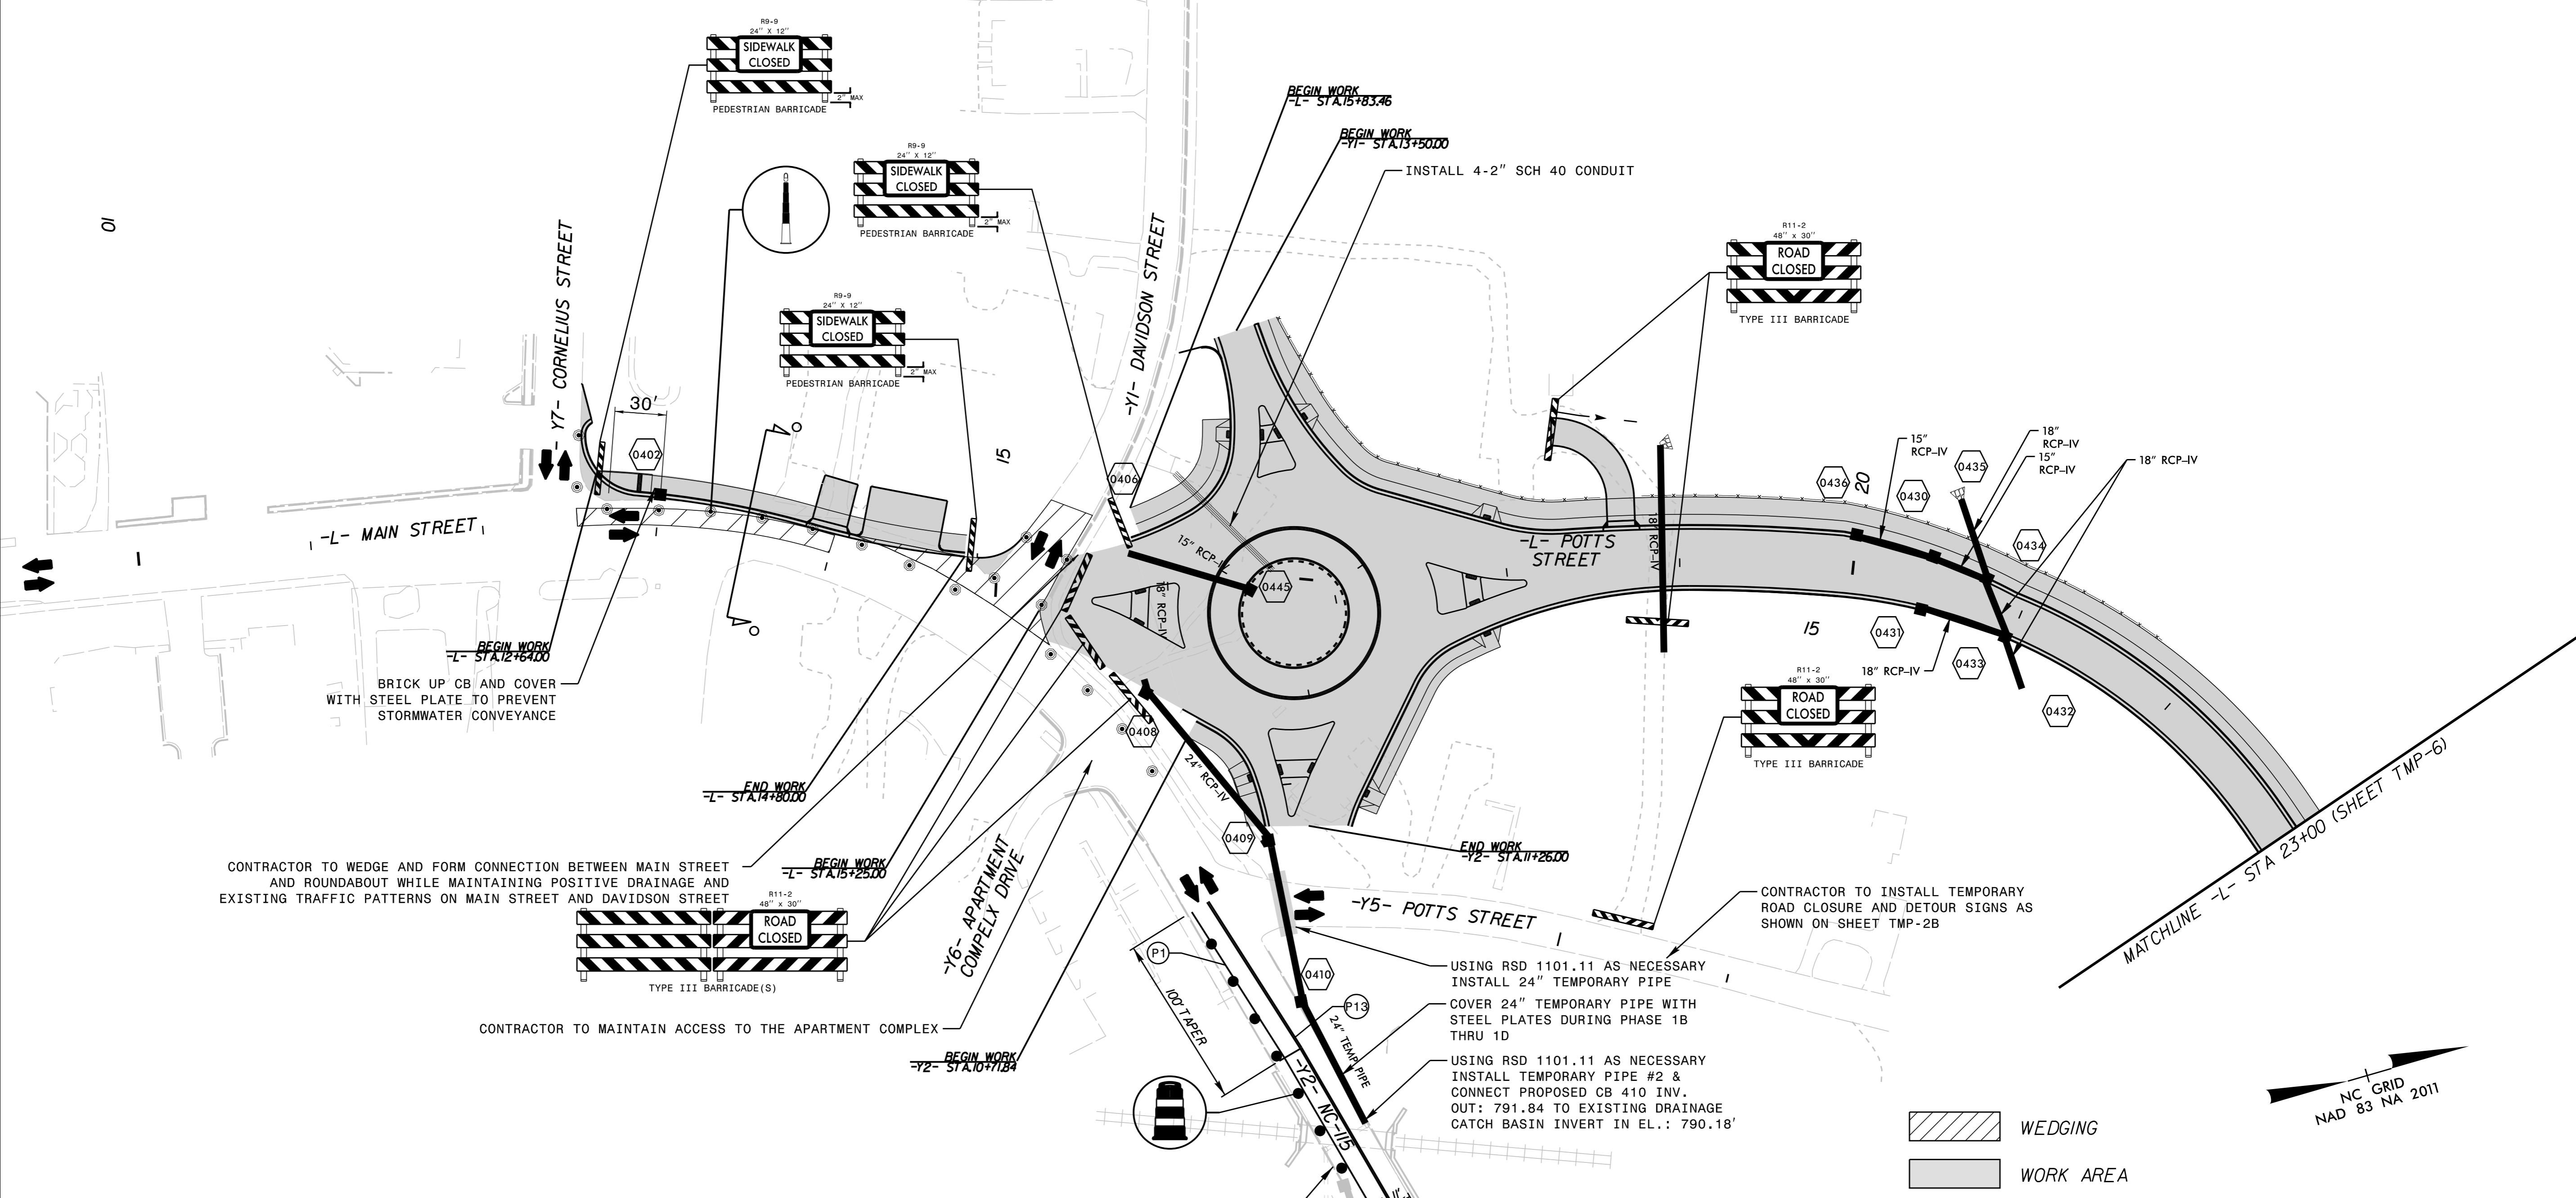 R9-9
24" X 12"
SIDEWALK
CLOSED
2" MAX
PEDESTRIAN BARRICADE
R9-9
24" X 12"
SIDEWALK
CLOSED
2" MAX
PEDESTRIAN BARRICADE
R9-9
24" X 12"
SIDEWALK
CLOSED
2" MAX
PEDESTRIAN BARRICADE
BEGIN WORK
-L- STA.15+83.46
BEGIN WORK
-Y1- STA.13+50.00
INSTALL 4-2" SCH 40 CONDUIT
R11-2
48" x 30"
ROAD
CLOSED
TYPE III BARRICADE
10
-Y7- CORNELIUS STREET
-Y1- DAVIDSON STREET
30'
0402
15
0406
-L- MAIN STREET
15" RCP-IV
0445
18" RCP-IV
-L- POTTS
STREET
18" RCP-IV
0436
20
15"
RCP-IV
0430
0435
18"
RCP-IV
15"
RCP-IV
18" RCP-IV
0434
15
0431
18" RCP-IV
0433
0432
BEGIN WORK
-L- STA.12+64.00
BRICK UP CB AND COVER
WITH STEEL PLATE TO PREVENT
STORMWATER CONVEYANCE
R11-2
48" x 30"
ROAD
CLOSED
TYPE III BARRICADE
0408
24" RCP-IV
0409
END WORK
-L- STA.14+80.00
END WORK
-Y2- STA.11+26.00
MATCHLINE -L- STA 23+00 (SHEET TMP-6)
CONTRACTOR TO WEDGE AND FORM CONNECTION BETWEEN MAIN STREET
AND ROUNDABOUT WHILE MAINTAINING POSITIVE DRAINAGE AND
EXISTING TRAFFIC PATTERNS ON MAIN STREET AND DAVIDSON STREET
BEGIN WORK
-L- STA.15+25.00
R11-2
48" x 30"
ROAD
CLOSED
TYPE III BARRICADE(S)
-Y6- APARTMENT
COMPELX DRIVE
-Y5- POTTS STREET
CONTRACTOR TO INSTALL TEMPORARY
ROAD CLOSURE AND DETOUR SIGNS AS
SHOWN ON SHEET TMP-2B
P1
100' TAPER
0410
P13
24" TEMP PIPE
USING RSD 1101.11 AS NECESSARY
INSTALL 24" TEMPORARY PIPE
COVER 24" TEMPORARY PIPE WITH
STEEL PLATES DURING PHASE 1B
THRU 1D
USING RSD 1101.11 AS NECESSARY
INSTALL TEMPORARY PIPE #2 &
CONNECT PROPOSED CB 410 INV.
OUT: 791.84 TO EXISTING DRAINAGE
CATCH BASIN INVERT IN EL.: 790.18'
CONTRACTOR TO MAINTAIN ACCESS TO THE APARTMENT COMPLEX
BEGIN WORK
-Y2- STA.10+71.84
-Y2- NC-115
NC GRID
NAD 83 NA 2011
WEDGING
WORK AREA